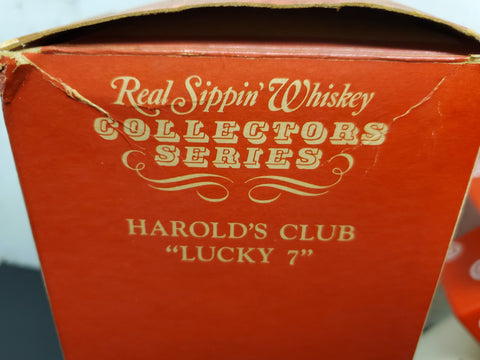 Real Sippin' Whiskey
COLLECTORS
SERIES
HAROLD'S CLUB
"LUCKY 7"